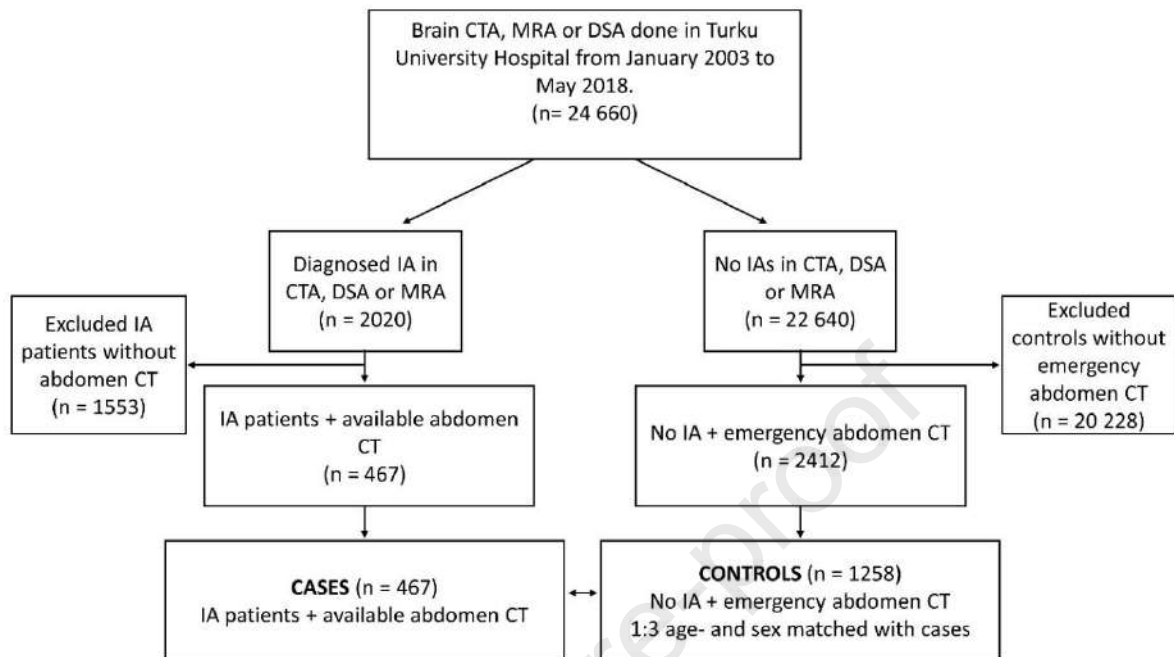 Brain CTA, MRA or DSA done in Turku
University Hospital from January 2003 to
May 2018.
(n= 24 660)
Diagnosed IA in
CTA, DSA or MRA
(n = 2020)
No IAs in CTA, DSA
or MRA
(n = 22 640)
Excluded IA
patients without
abdomen CT
(n = 1553)
Excluded
controls without
emergency
abdomen CT
(n = 20 228)
IA patients + available abdomen
CT
(n = 467)
No IA + emergency abdomen CT
(n = 2412)
CASES (n = 467)
IA patients + available abdomen CT
CONTROLS (n = 1258)
No IA + emergency abdomen CT
1:3 age- and sex matched with cases
re-proof